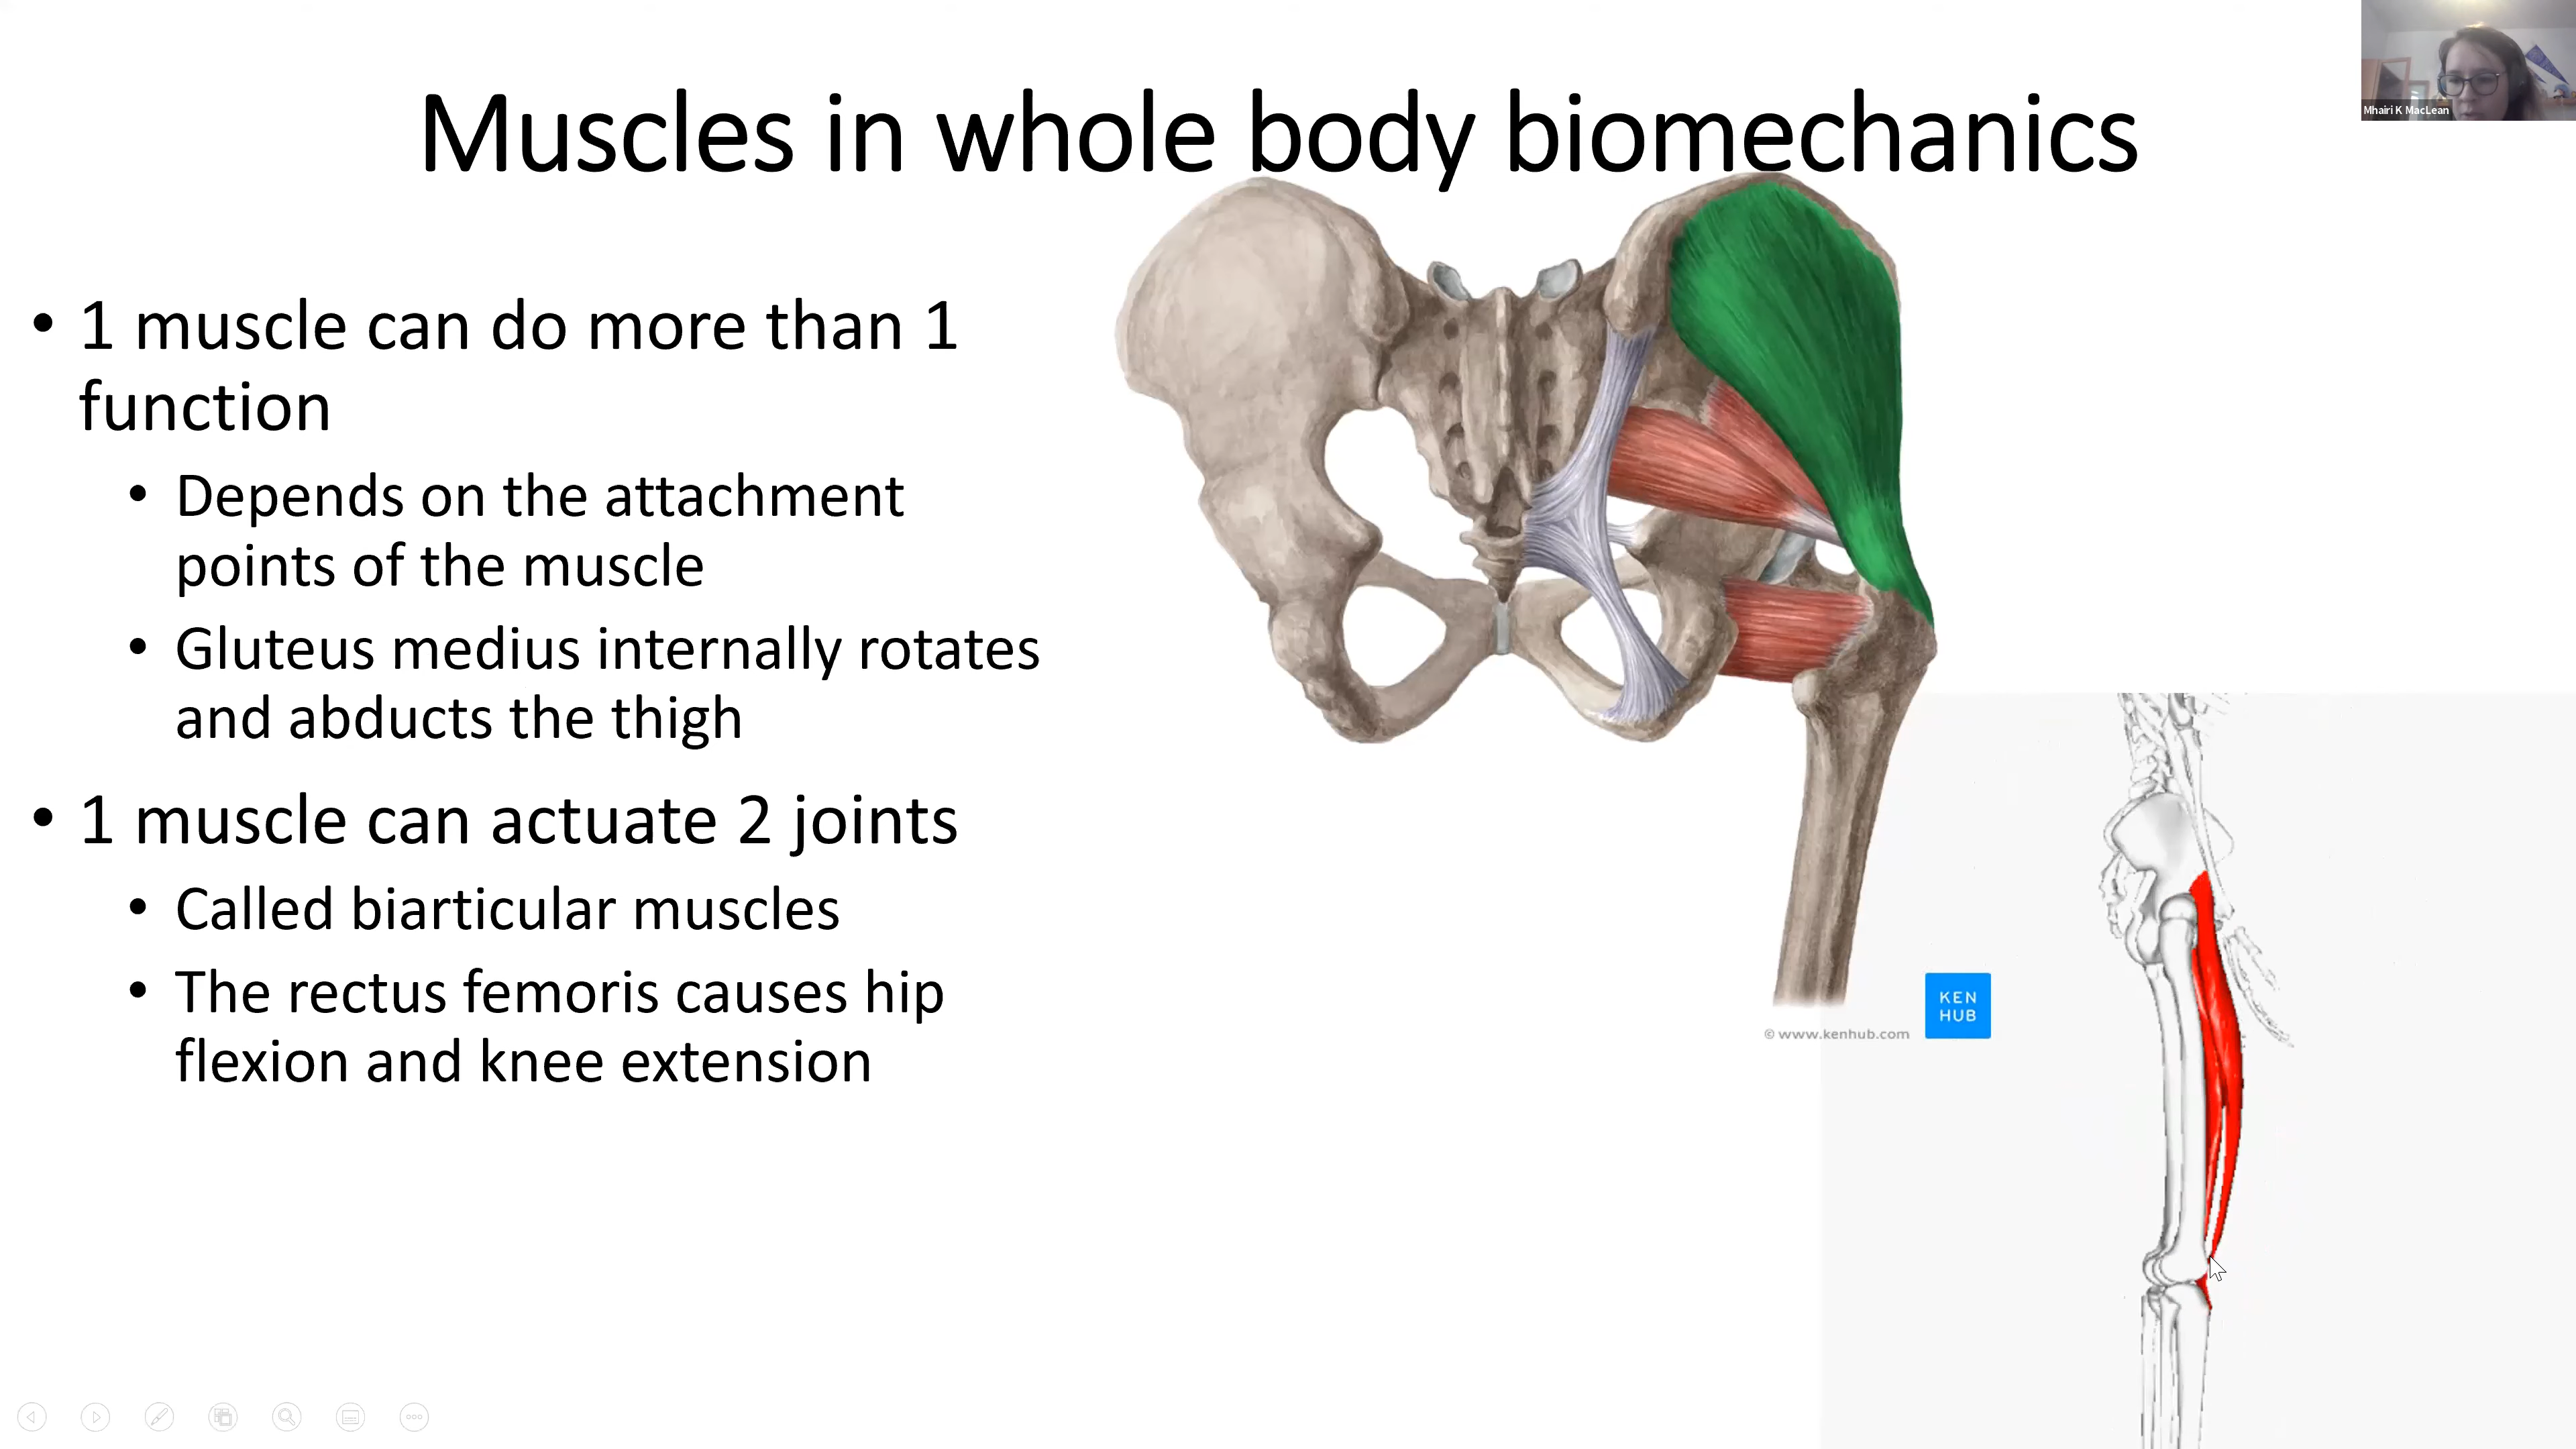 Mhairi K MacLean
Muscles in whole body biomechanics
• 1 muscle can do more than 1
function
• Depends on the attachment
points of the muscle
• Gluteus medius internally rotates
and abducts the thigh
• 1 muscle can actuate 2 joints
• Called biarticular muscles
• The rectus femoris causes hip
flexion and knee extension
© www.kenhub.com
KEN
HUB